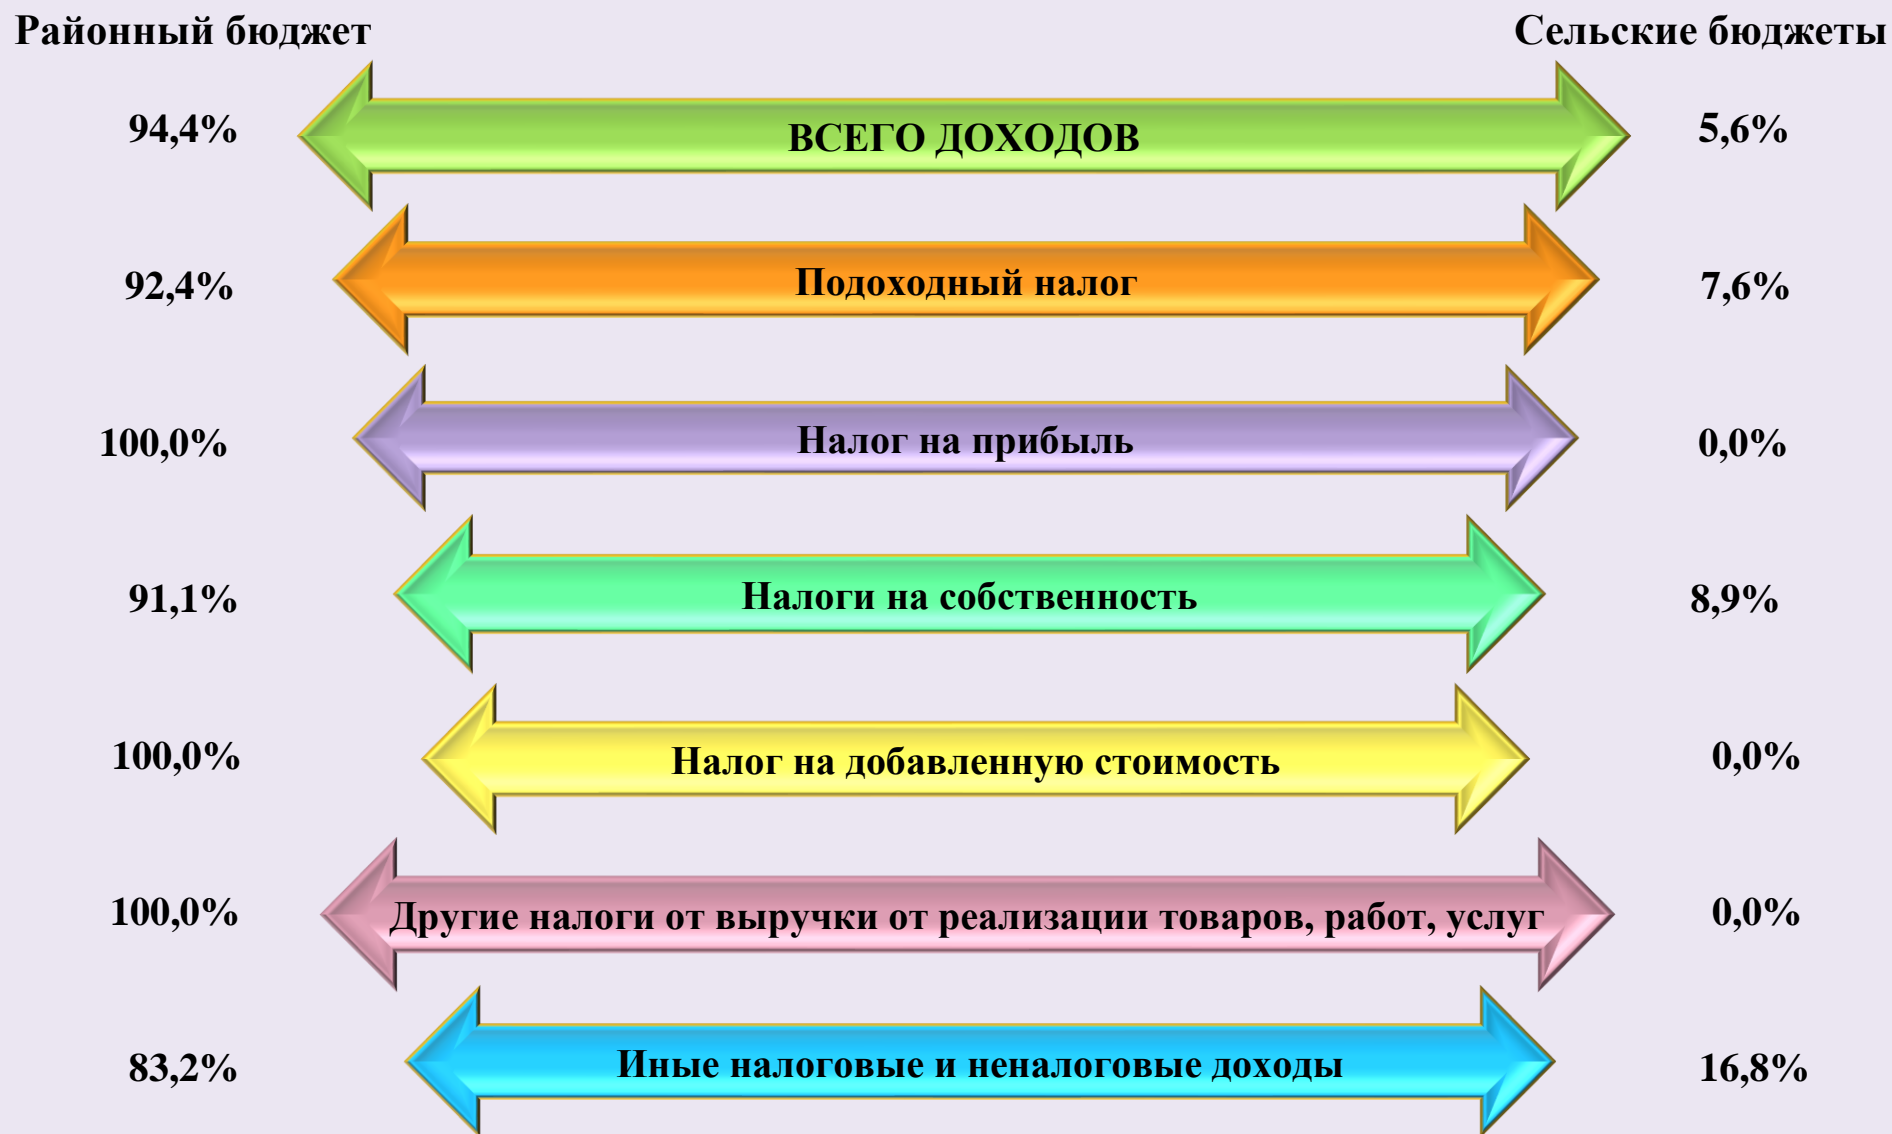 Районный бюджет Сельские бюджеты
94,4% ВСЕГО ДОХОДОВ 5,6%
92,4% Подоходный налог 7,6%
100,0% Налог на прибыль 0,0%
91,1% Налоги на собственность 8,9%
100,0% Налог на добавленную стоимость 0,0%
100,0% Другие налоги от выручки от реализации товаров, работ, услуг 0,0%
83,2% Иные налоговые и неналоговые доходы 16,8%